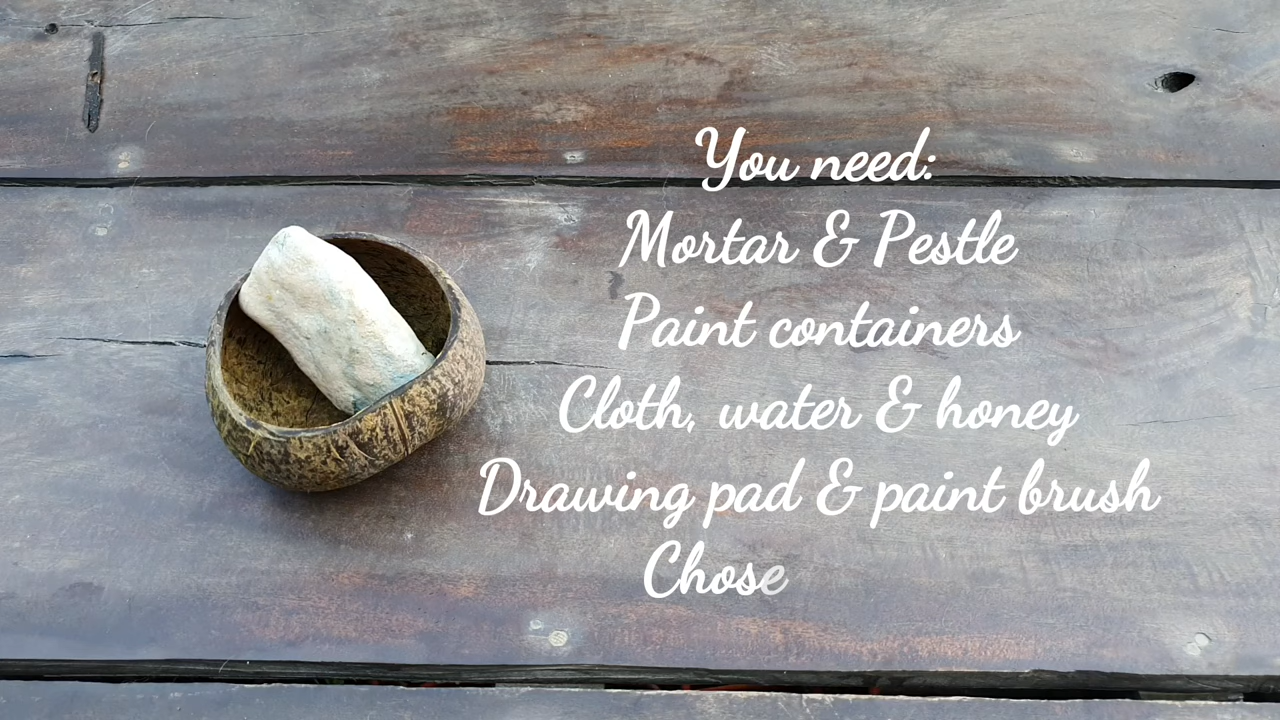 You need:
Mortar & Pestle
Paint containers
Cloth, water & honey
Drawing pad & paint brush
Chose